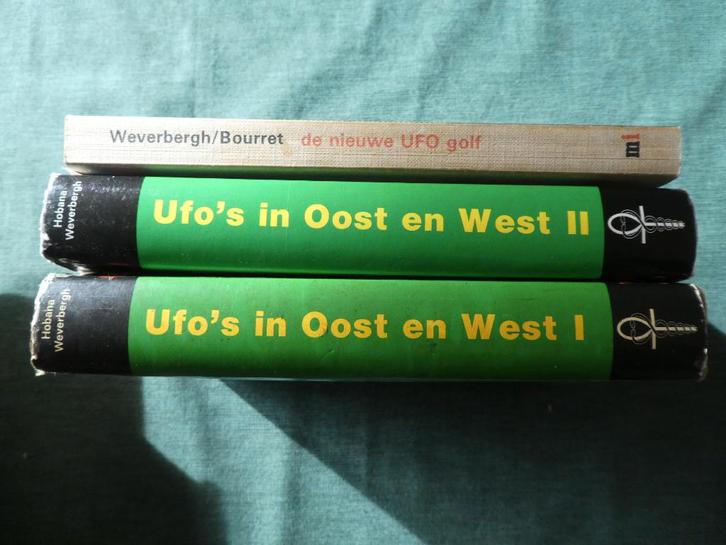 Weverbergh/Bourret de nieuwe UFO golf m
Hobana
Weverbergh
Ufo's in Oost en West II
Hobana
Weverbergh
Ufo's in Oost en West I